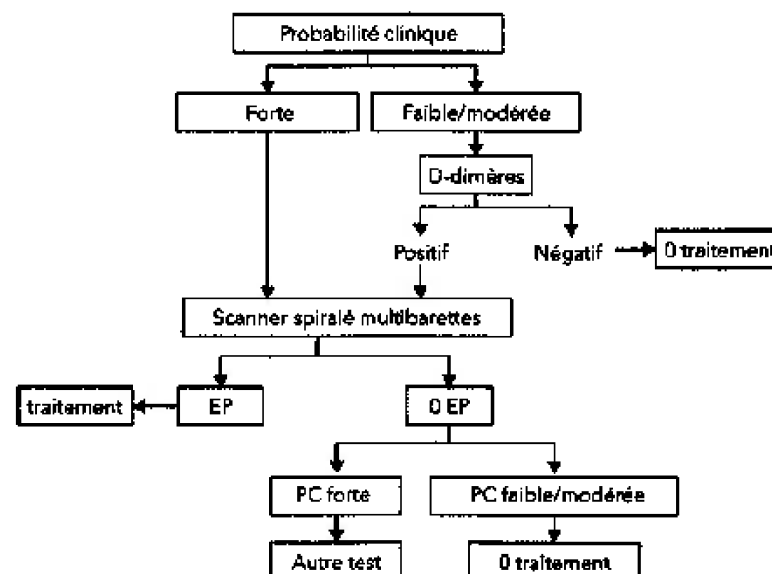 Probabilité clinique
Forte
Faible/modérée
D-dimères
Positif
Négatif
0 traitement
Scanner spiralé multibarettes
traitement
EP
0 EP
PC forte
PC faible/modérée
Autre test
0 traitement